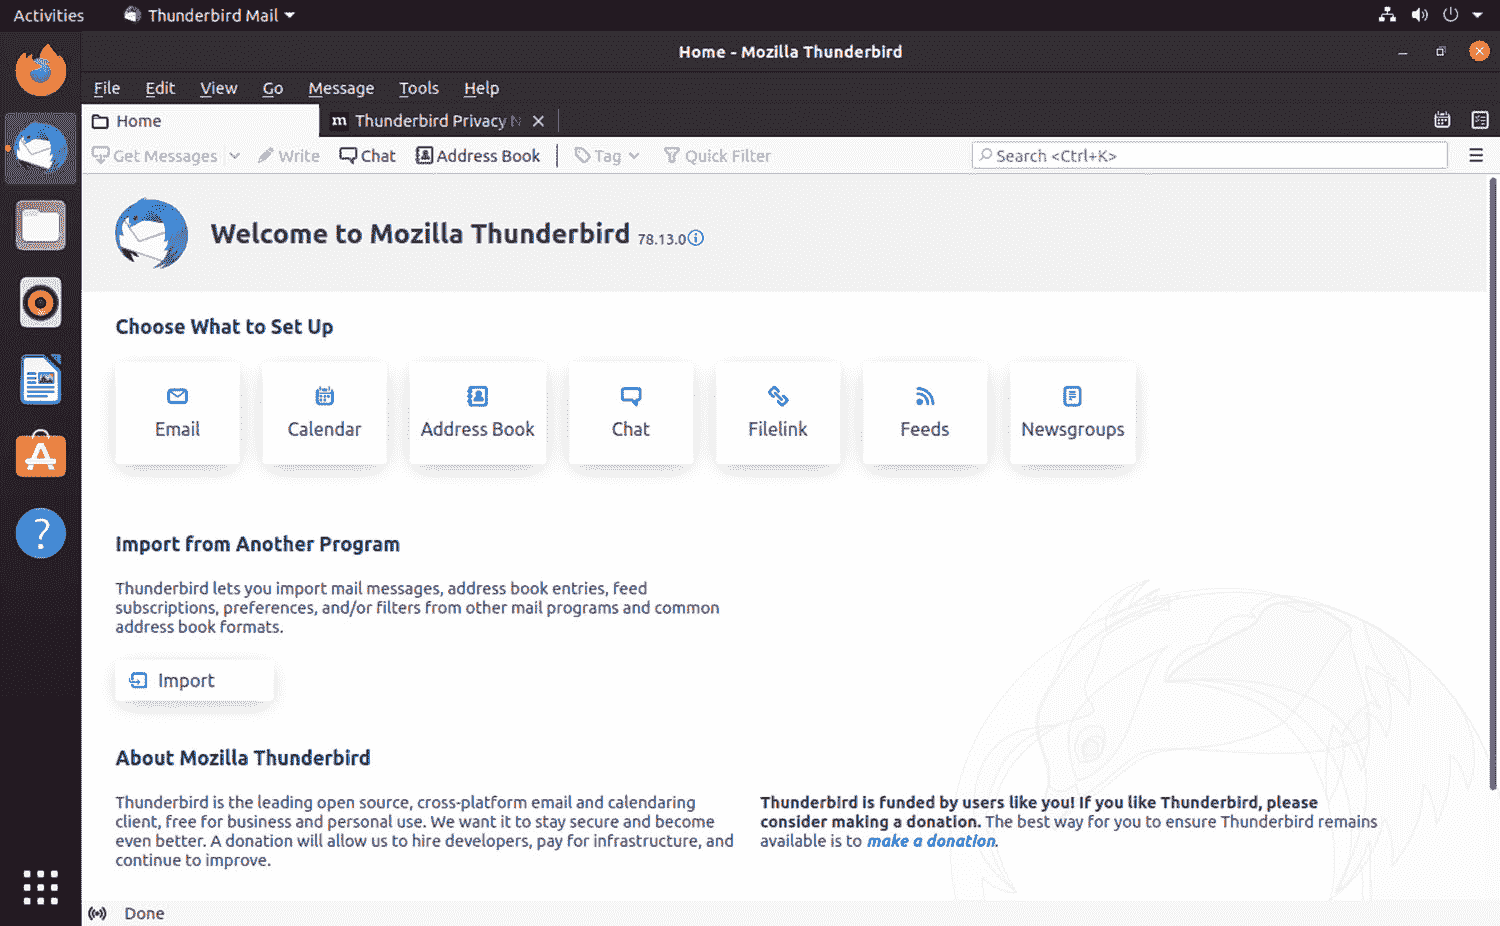 Activities
Thunderbird Mail
Home - Mozilla Thunderbird
File Edit View Go Message Tools Help
Home
Thunderbird Privacy N
Get Messages Write Chat Address Book Tag Quick Filter Search <Ctrl+K>
Welcome to Mozilla Thunderbird 78.13.0
Choose What to Set Up
Email Calendar Address Book Chat Filelink Feeds Newsgroups
Import from Another Program
Thunderbird lets you import mail messages, address book entries, feed
subscriptions, preferences, and/or filters from other mail programs and common
address book formats.
Import
About Mozilla Thunderbird
Thunderbird is the leading open source, cross-platform email and calendaring
client, free for business and personal use. We want it to stay secure and become
even better. A donation will allow us to hire developers, pay for infrastructure, and
continue to improve.
Thunderbird is funded by users like you! If you like Thunderbird, please
consider making a donation. The best way for you to ensure Thunderbird remains
available is to make a donation.
Done